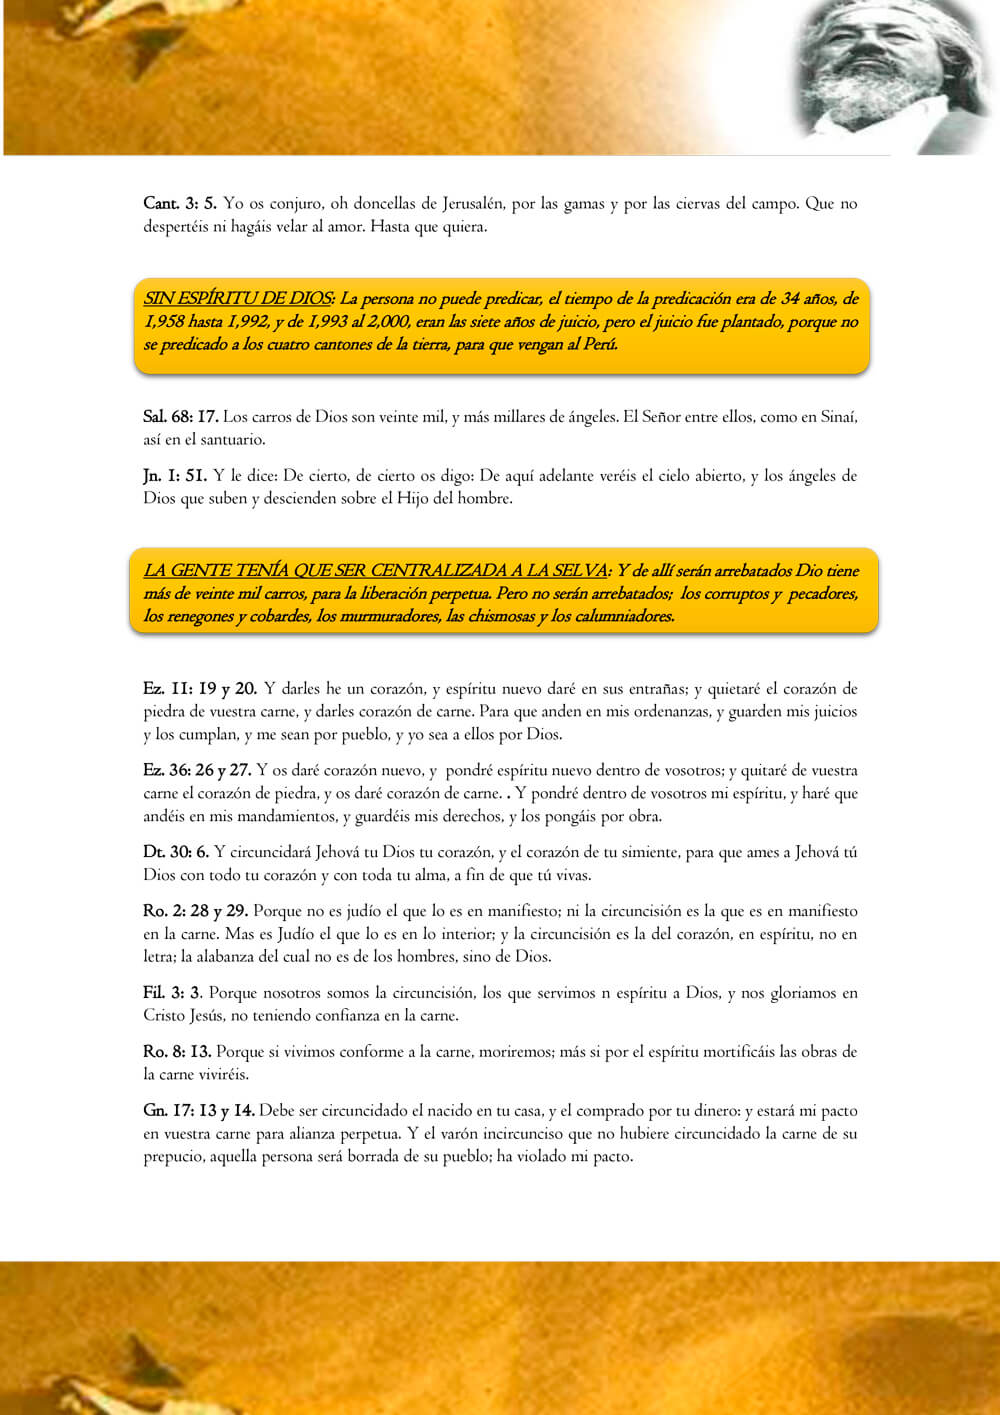 Cant. 3: 5. Yo os conjuro, oh doncellas de Jerusalén, por las gamas y por las ciervas del campo. Que no
despertéis ni hagáis velar al amor. Hasta que quiera.
SIN ESPÍRITU DE DIOS: La persona no puede predicar, el tiempo de la predicación era de 34 años, de
1,958 hasta 1,992, y de 1,993 al 2,000, eran las siete años de juicio, pero el juicio fue plantado, porque no
se predicado a los cuatro cantones de la tierra, para que vengan al Perú.
Sal. 68: 17. Los carros de Dios son veinte mil, y más millares de ángeles. El Señor entre ellos, como en Sinaí,
así en el santuario.
Jn. 1: 51. Y le dice: De cierto, de cierto os digo: De aquí adelante veréis el cielo abierto, y los ángeles de
Dios que suben y descienden sobre el Hijo del hombre.
LA GENTE TENÍA QUE SER CENTRALIZADA A LA SELVA: Y de allí serán arrebatados Dio tiene
más de veinte mil carros, para la liberación perpetua. Pero no serán arrebatados; los corruptos y pecadores,
los renegones y cobardes, los murmuradores, las chismosas y los calumniadores.
Ez. 11: 19 y 20. Y darles he un corazón, y espíritu nuevo daré en sus entrañas; y quietaré el corazón de
piedra de vuestra carne, y darles corazón de carne. Para que anden en mis ordenanzas, y guarden mis juicios
y los cumplan, y me sean por pueblo, y yo sea a ellos por Dios.
Ez. 36: 26 y 27. Y os daré corazón nuevo, y pondré espíritu nuevo dentro de vosotros; y quitaré de vuestra
carne el corazón de piedra, y os daré corazón de carne. . Y pondré dentro de vosotros mi espíritu, y haré que
andéis en mis mandamientos, y guardéis mis derechos, y los pongáis por obra.
Dt. 30: 6. Y circuncidará Jehová tu Dios tu corazón, y el corazón de tu simiente, para que ames a Jehová tú
Dios con todo tu corazón y con toda tu alma, a fin de que tú vivas.
Ro. 2: 28 y 29. Porque no es judío el que lo es en manifiesto; ni la circuncisión es la que es en manifiesto
en la carne. Mas es Judío el que lo es en lo interior; y la circuncisión es la del corazón, en espíritu, no en
letra; la alabanza del cual no es de los hombres, sino de Dios.
Fil. 3: 3. Porque nosotros somos la circuncisión, los que servimos n espíritu a Dios, y nos gloriamos en
Cristo Jesús, no teniendo confianza en la carne.
Ro. 8: 13. Porque si vivimos conforme a la carne, moriremos; más si por el espíritu mortificáis las obras de
la carne viviréis.
Gn. 17: 13 y 14. Debe ser circuncidado el nacido en tu casa, y el comprado por tu dinero: y estará mi pacto
en vuestra carne para alianza perpetua. Y el varón incircunciso que no hubiere circuncidado la carne de su
prepucio, aquella persona será borrada de su pueblo; ha violado mi pacto.